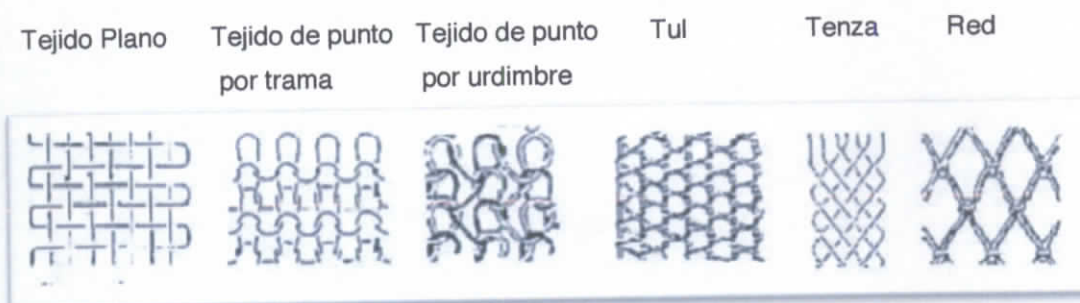 Tejido Plano
Tejido de punto por trama
Tejido de punto por urdimbre
Tul
Tenza
Red